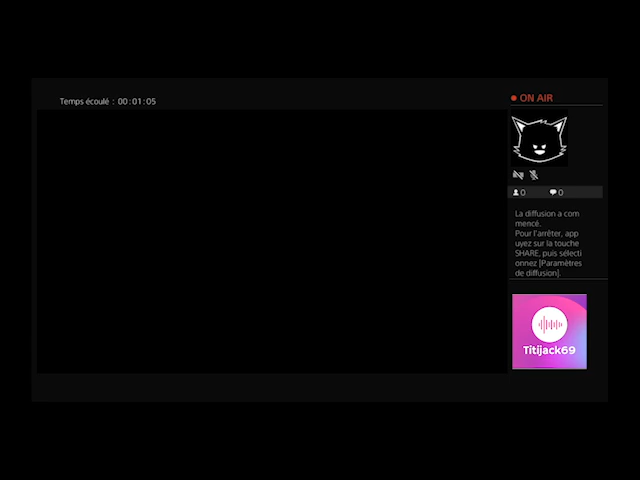 Temps écoulé : 00:01:05
ON AIR
0 0
La diffusion a com
mencé.
Pour l'arrêter, app
uyez sur la touche
SHARE, puis sélecti
onnez [Paramètres
de diffusion].
Titijack69